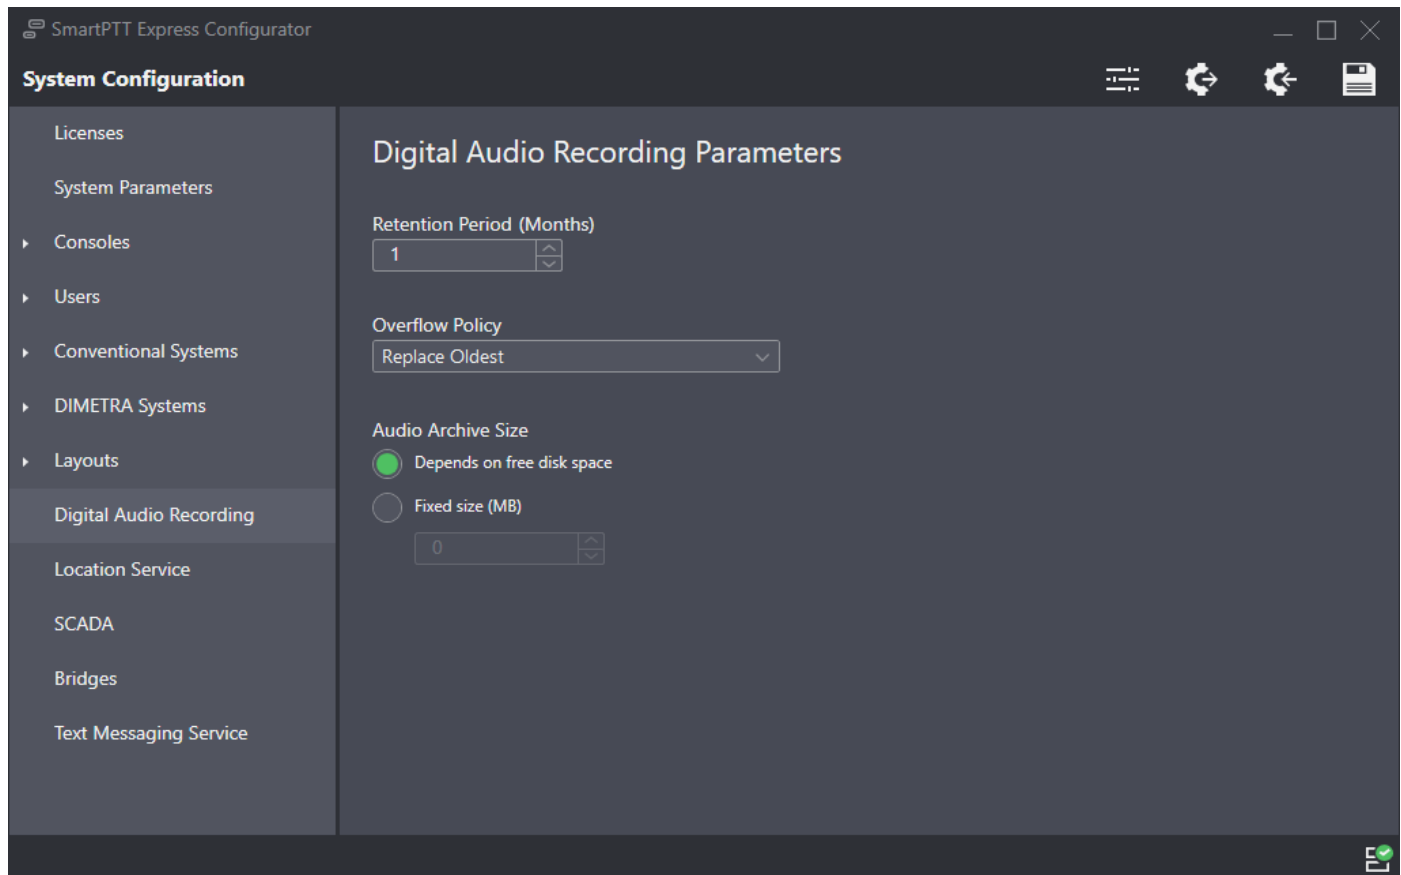 SmartPTT Express Configurator
System Configuration
Licenses
System Parameters
Consoles
Users
Conventional Systems
DIMETRA Systems
Layouts
Digital Audio Recording
Location Service
SCADA
Bridges
Text Messaging Service
Digital Audio Recording Parameters
Retention Period (Months)
1
Overflow Policy
Replace Oldest
Audio Archive Size
Depends on free disk space
Fixed size (MB)
0